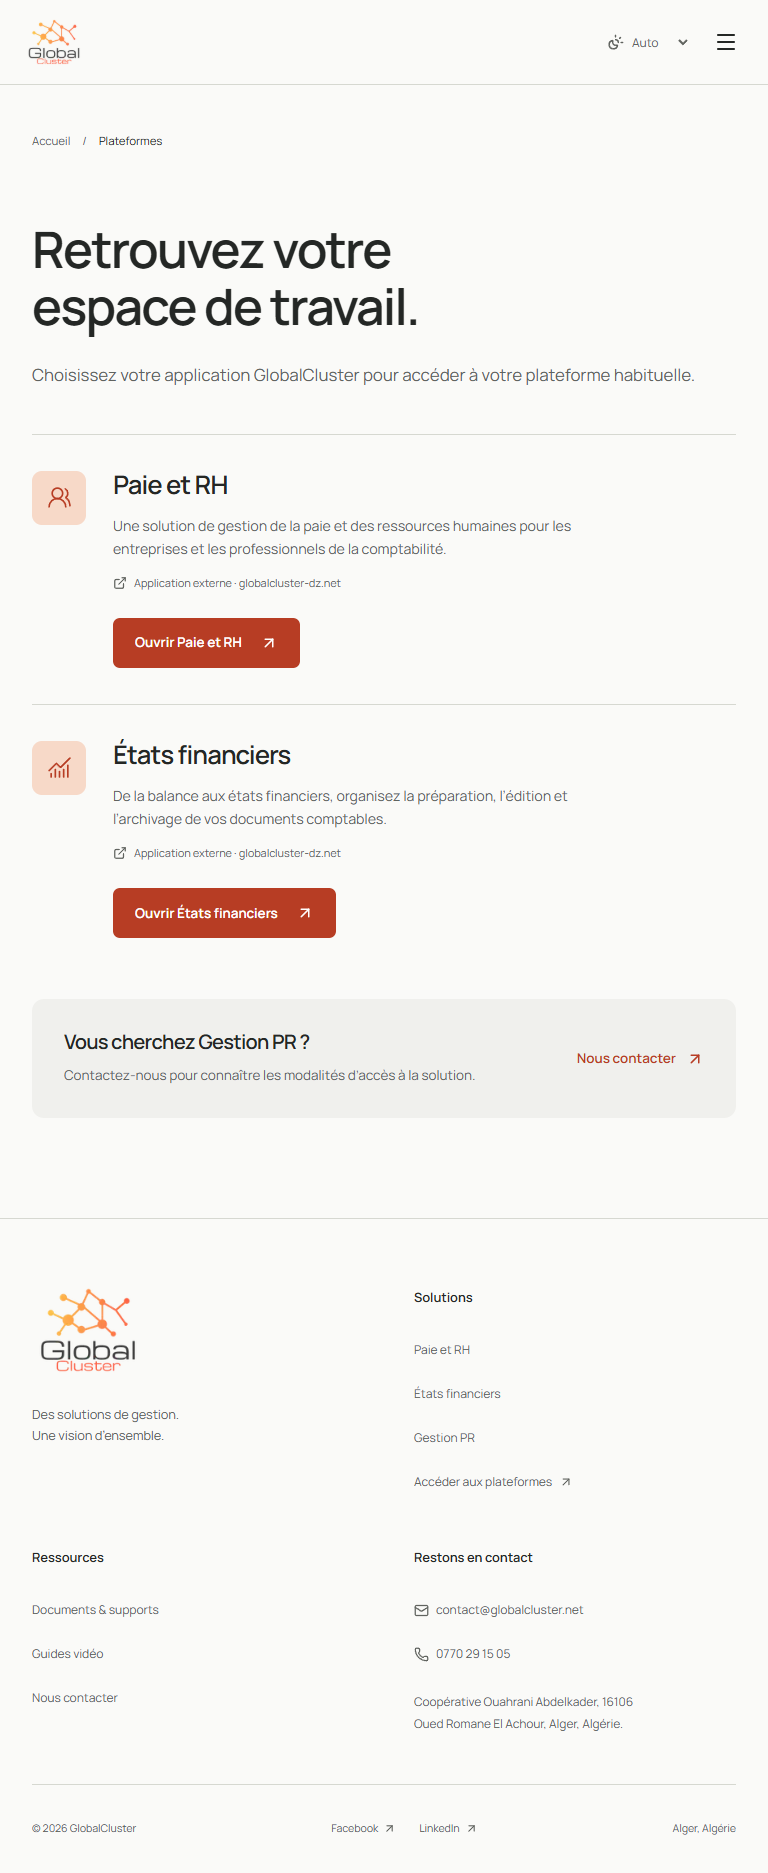 Global
Cluster
Auto
Accueil / Plateformes
Retrouvez votre
espace de travail.
Choisissez votre application GlobalCluster pour accéder à votre plateforme habituelle.
Paie et RH
Une solution de gestion de la paie et des ressources humaines pour les
entreprises et les professionnels de la comptabilité.
Application externe · globalcluster-dz.net
Ouvrir Paie et RH
États financiers
De la balance aux états financiers, organisez la préparation, l'édition et
l'archivage de vos documents comptables.
Application externe · globalcluster-dz.net
Ouvrir États financiers
Vous cherchez Gestion PR ?
Contactez-nous pour connaître les modalités d'accès à la solution.
Nous contacter
Global
Cluster
Des solutions de gestion.
Une vision d'ensemble.
Solutions
Paie et RH
États financiers
Gestion PR
Accéder aux plateformes
Ressources
Documents & supports
Guides vidéo
Nous contacter
Restons en contact
contact@globalcluster.net
0770 29 15 05
Coopérative Ouahrani Abdelkader, 16106
Oued Romane El Achour, Alger, Algérie.
© 2026 GlobalCluster
Facebook
LinkedIn
Alger, Algérie